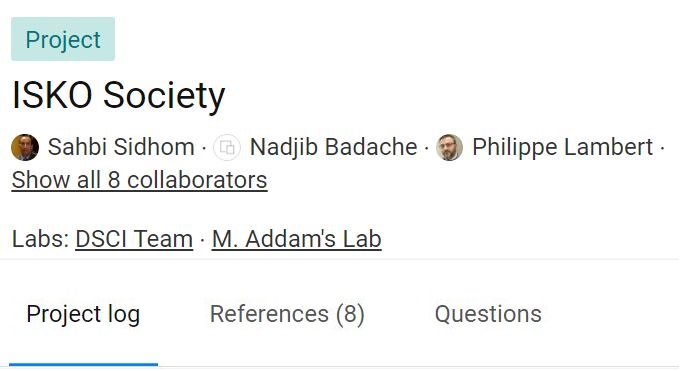 Project
ISKO Society
Sahbi Sidhom · Nadjib Badache · Philippe Lambert ·
Show all 8 collaborators
Labs: DSCI Team · M. Addam's Lab
Project log References (8) Questions